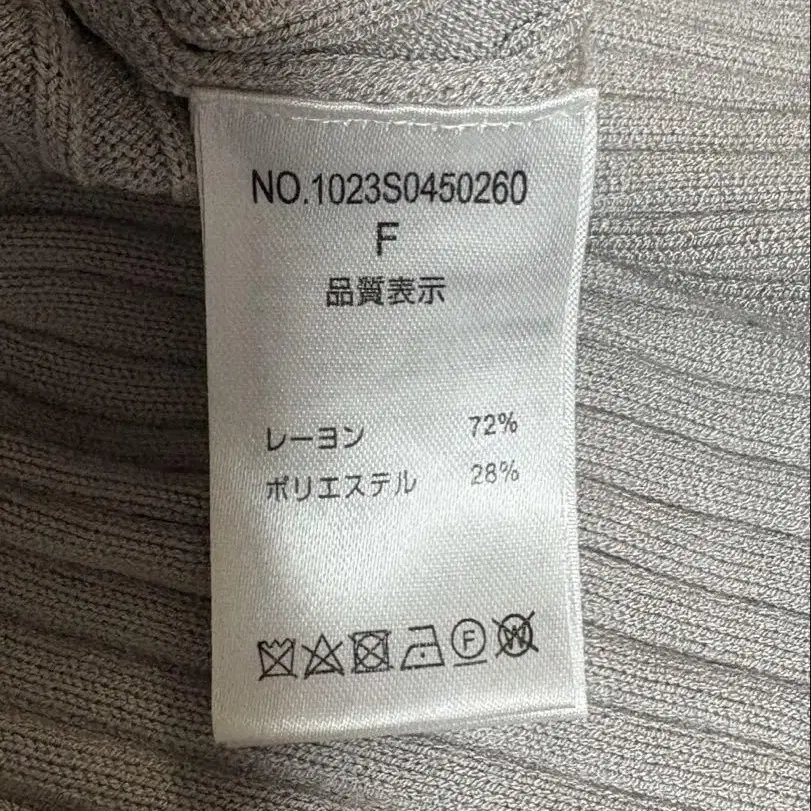 NO.1023S0450260
F
品質表示
レーヨン 72%
ポリエステル 28%
F W